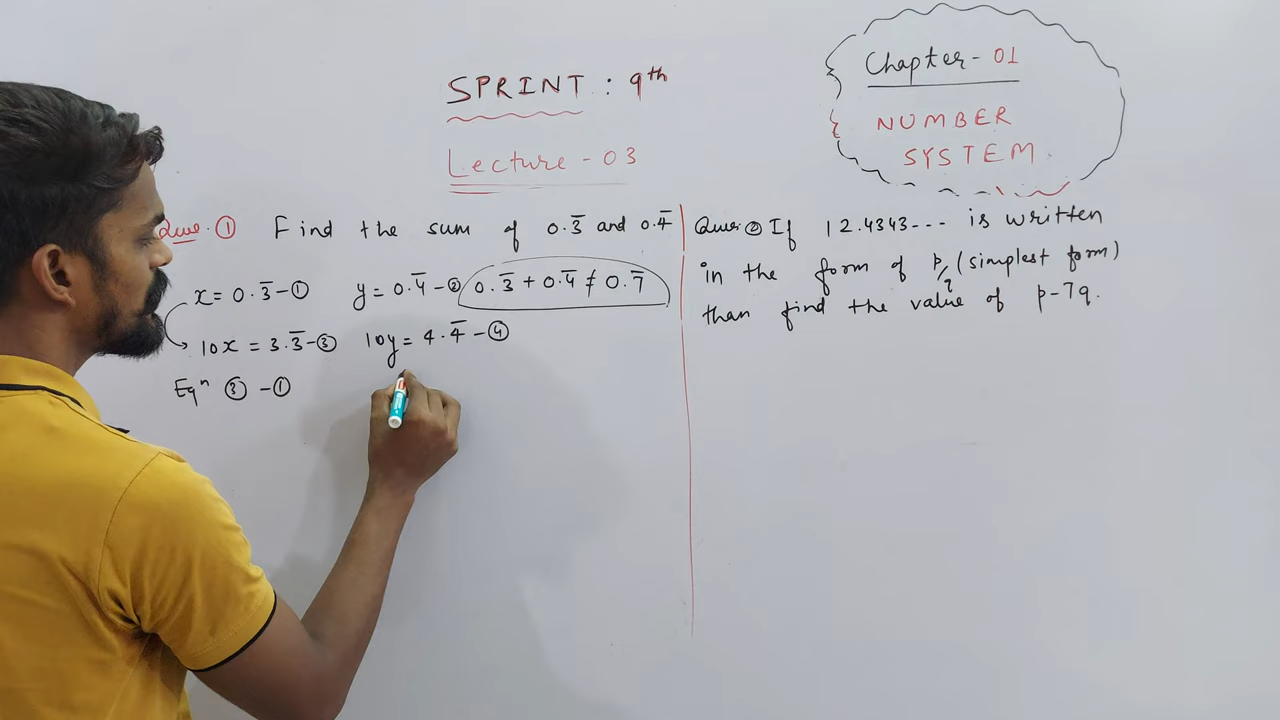 SPRINT : 9th
Lecture - 03
Chapter - 01
NUMBER
SYSTEM
Que. ① Find the sum of 0.3̅ and 0.4̅
x = 0.3̅ - ①
y = 0.4̅ - ②
0.3̅ + 0.4̅ ≠ 0.7̅
10x = 3.3̅ - ③
10y = 4.4̅ - ④
Eqⁿ ③ - ①
Que. ② If 12.4343... is written
in the form of p/q (simplest form)
than find the value of p-7q.